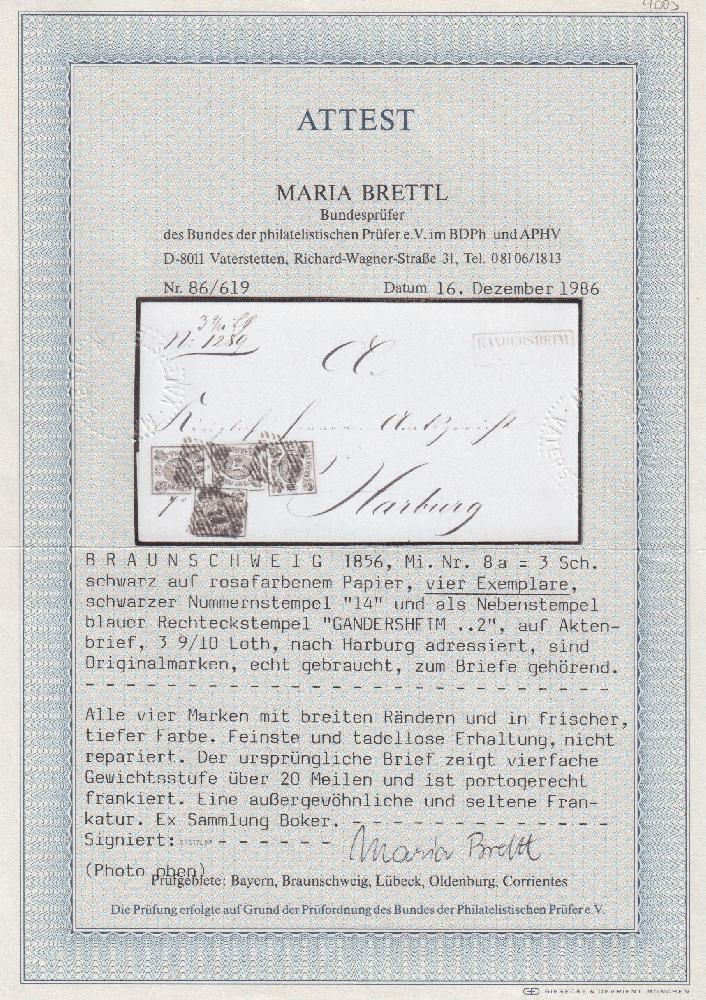 4003
ATTEST
MARIA BRETTL
Bundesprüfer
des Bundes der philatelistischen Prüfer e.V. im BDPh und APHV
D-8011 Vaterstetten, Richard-Wagner-Straße 31, Tel. 08106/1813
Nr. 86/619 Datum 16. Dezember 1986
N: 1289
GANDERSHEIM
Harburg
BRAUNSCHWEIG 1856, Mi. Nr. 8a = 3 Sch.
schwarz auf rosafarbenem Papier, vier Exemplare,
schwarzer Nummernstempel "14" und als Nebenstempel
blauer Rechteckstempel "GANDERSHEIM ..2", auf Akten-
brief, 3 9/10 Loth, nach Harburg adressiert, sind
Originalmarken, echt gebraucht, zum Briefe gehörend.
Alle vier Marken mit breiten Rändern und in frischer,
tiefer Farbe. Feinste und tadellose Erhaltung, nicht
repariert. Der ursprüngliche Brief zeigt vierfache
Gewichtsstufe über 20 Meilen und ist portogerecht
frankiert. Eine außergewöhnliche und seltene Fran-
katur. Ex Sammlung Boker.
Signiert:
Maria Brettl
(Photo oben)
Prüfgebiete: Bayern, Braunschweig, Lübeck, Oldenburg, Corrientes
Die Prüfung erfolgte auf Grund der Prüfordnung des Bundes der Philatelistischen Prüfer e.V.
GIESECKE & DEVRIENT MÜNCHEN